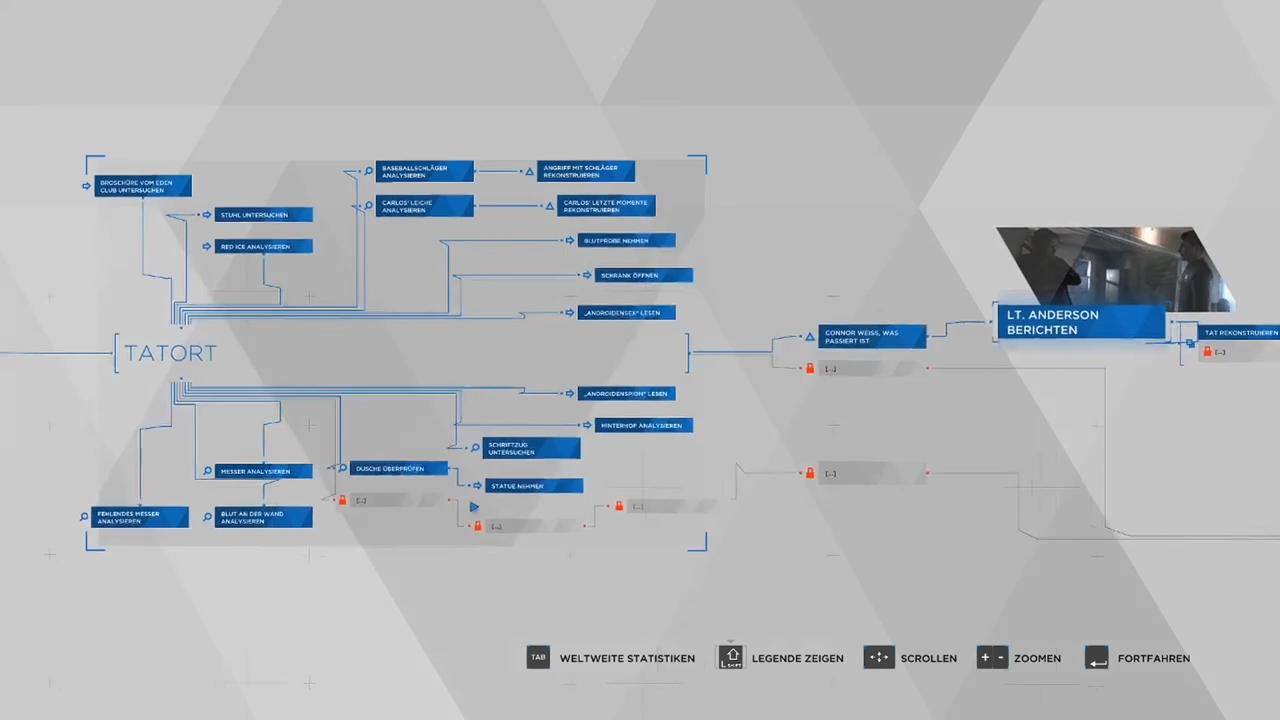 BROSCHÜRE VOM EDEN
CLUB UNTERSUCHEN
STUHL UNTERSUCHEN
RED ICE ANALYSIEREN
BASEBALLSCHLÄGER
ANALYSIEREN
ANGRIFF MIT SCHLÄGER
REKONSTRUIEREN
CARLOS' LEICHE
ANALYSIEREN
CARLOS' LETZTE MOMENTE
REKONSTRUIEREN
BLUTPROBE NEHMEN
SCHRANK ÖFFNEN
„ANDROIDENSEX" LESEN
TATORT
„ANDROIDENSPION" LESEN
HINTERHOF ANALYSIEREN
SCHRIFTZUG
UNTERSUCHEN
MESSER ANALYSIEREN
DUSCHE ÜBERPRÜFEN
STATUE NEHMEN
[...]
[...]
[...]
FEHLENDES MESSER
ANALYSIEREN
BLUT AN DER WAND
ANALYSIEREN
CONNOR WEISS, WAS
PASSIERT IST
[...]
[...]
LT. ANDERSON
BERICHTEN
TAT REKONSTRUIEREN
[...]
TAB WELTWEITE STATISTIKEN
L SHIFT LEGENDE ZEIGEN
SCROLLEN
+ - ZOOMEN
FORTFAHREN